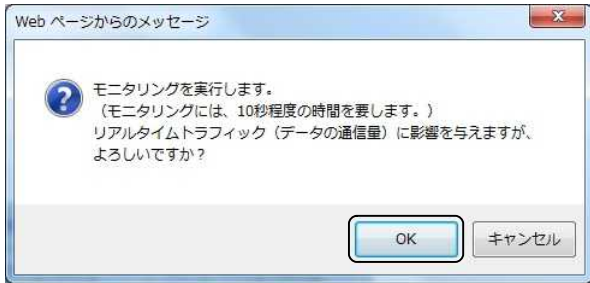 Web ページからのメッセージ
モニタリングを実行します。
（モニタリングには、10秒程度の時間を要します。）
リアルタイムトラフィック（データの通信量）に影響を与えますが、
よろしいですか？
OK
キャンセル